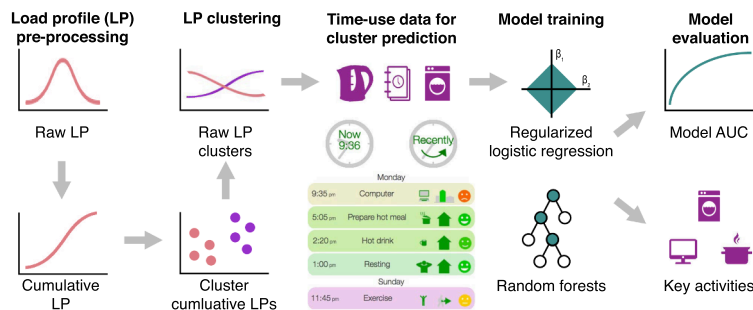 Load profile (LP)
pre-processing
LP clustering
Time-use data for
cluster prediction
Model training
Model
evaluation
Raw LP
Cumulative
LP
Raw LP
clusters
Cluster
cumluative LPs
Now
9:36
Recently
Monday
9:35 pm Computer
5:05 pm Prepare hot meal
2:20 pm Hot drink
1:00 pm Resting
Sunday
11:45 pm Exercise
β1
β2
Regularized
logistic regression
Random forests
Model AUC
Key activities